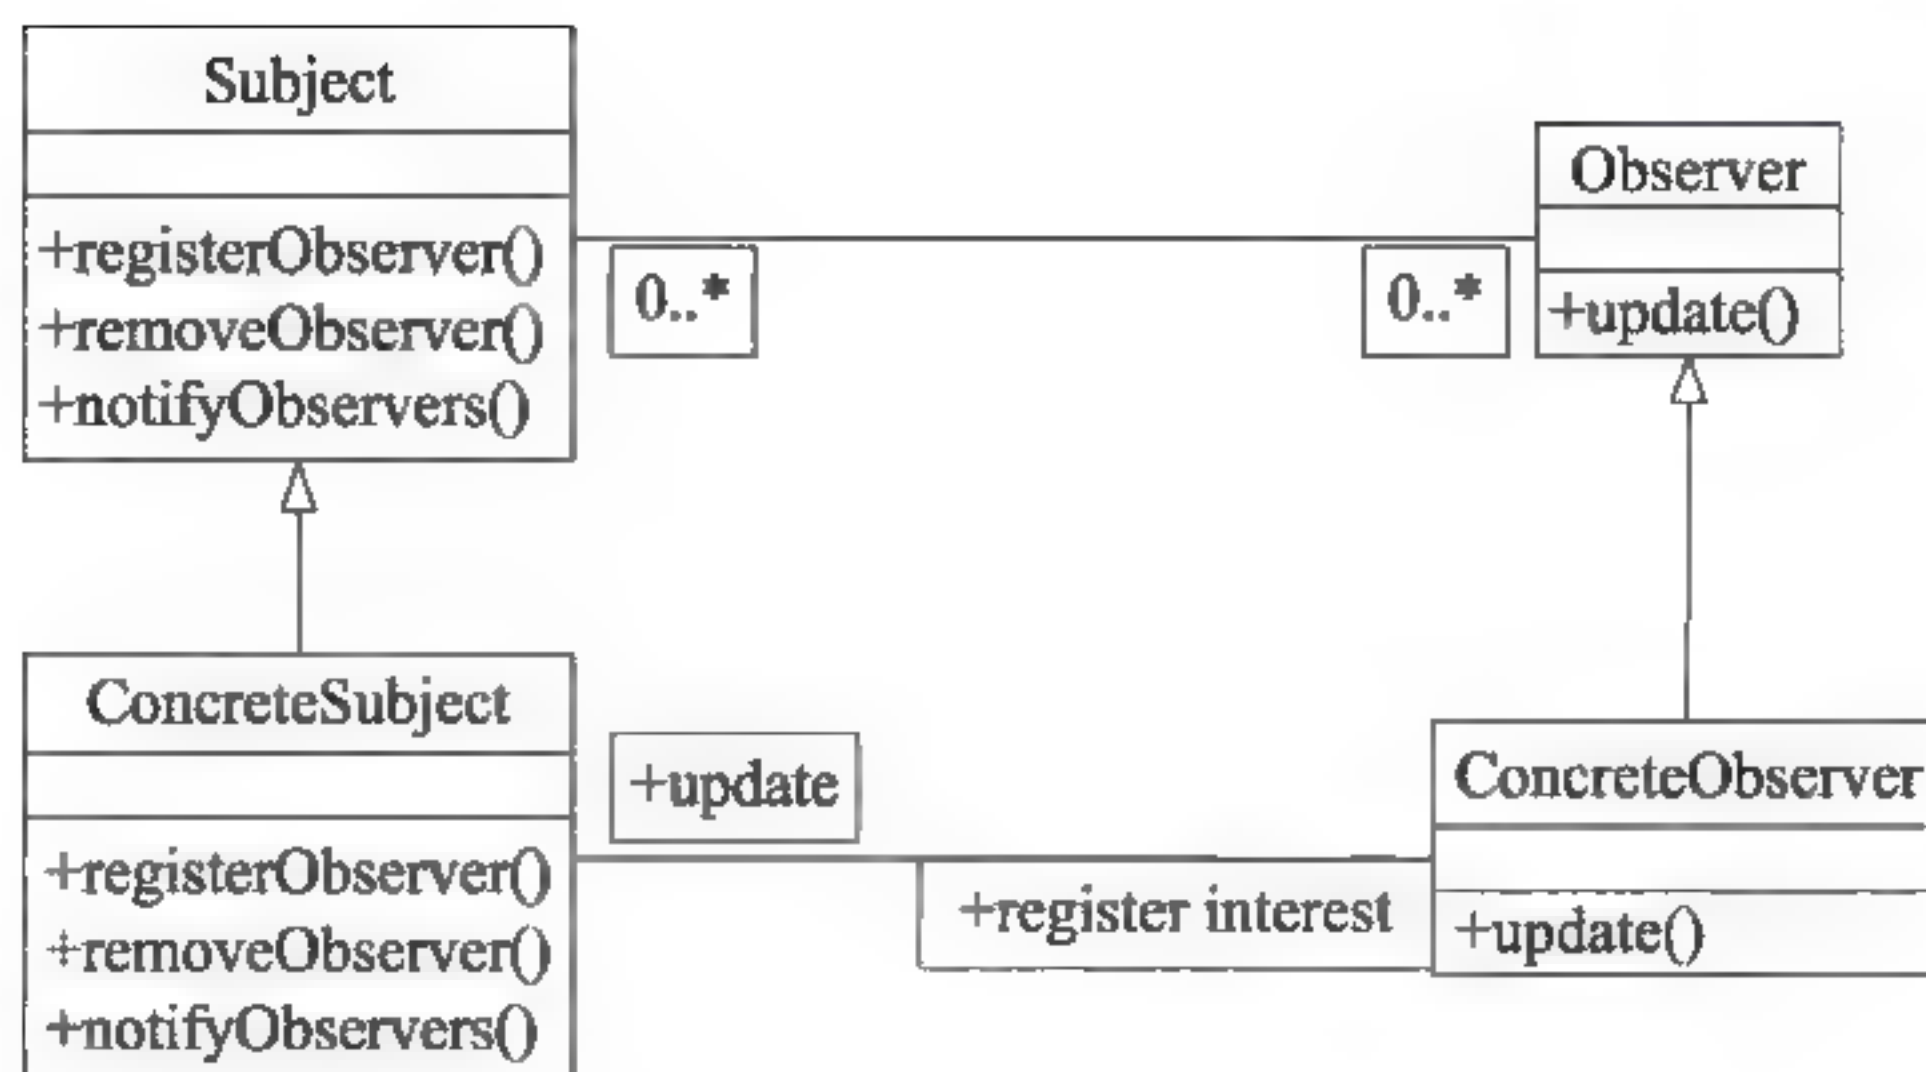 Subject
+registerObserver()
+removeObserver()
+notifyObservers()
0..*
0..*
Observer
+update()
ConcreteSubject
+registerObserver()
+removeObserver()
+notifyObservers()
+update
+register interest
ConcreteObserver
+update()